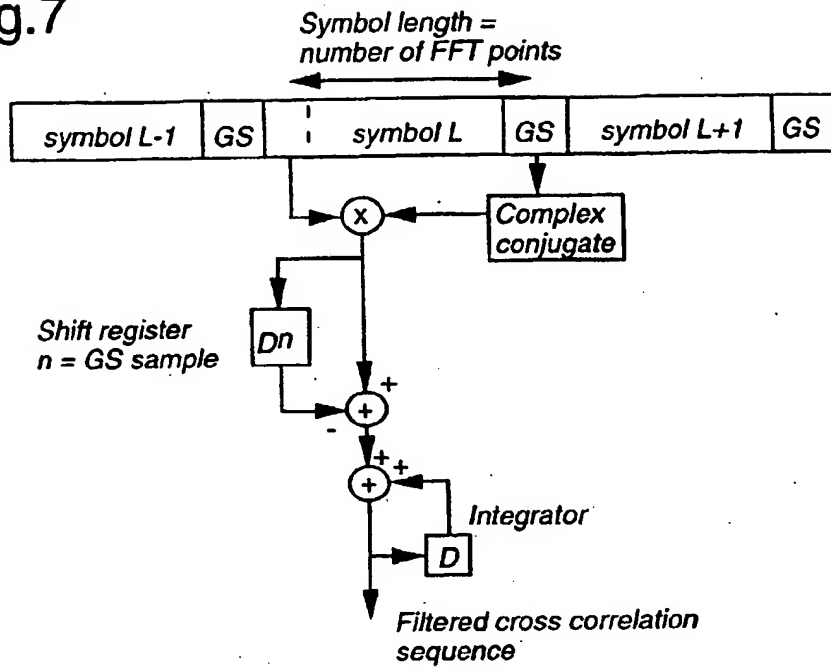 g.7
Symbol length =
number of FFT points
symbol L-1 GS symbol L GS symbol L+1 GS
x
Complex
conjugate
Shift register
n = GS sample
Dn
+
+
-
+ +
+
Integrator
D
Filtered cross correlation
sequence